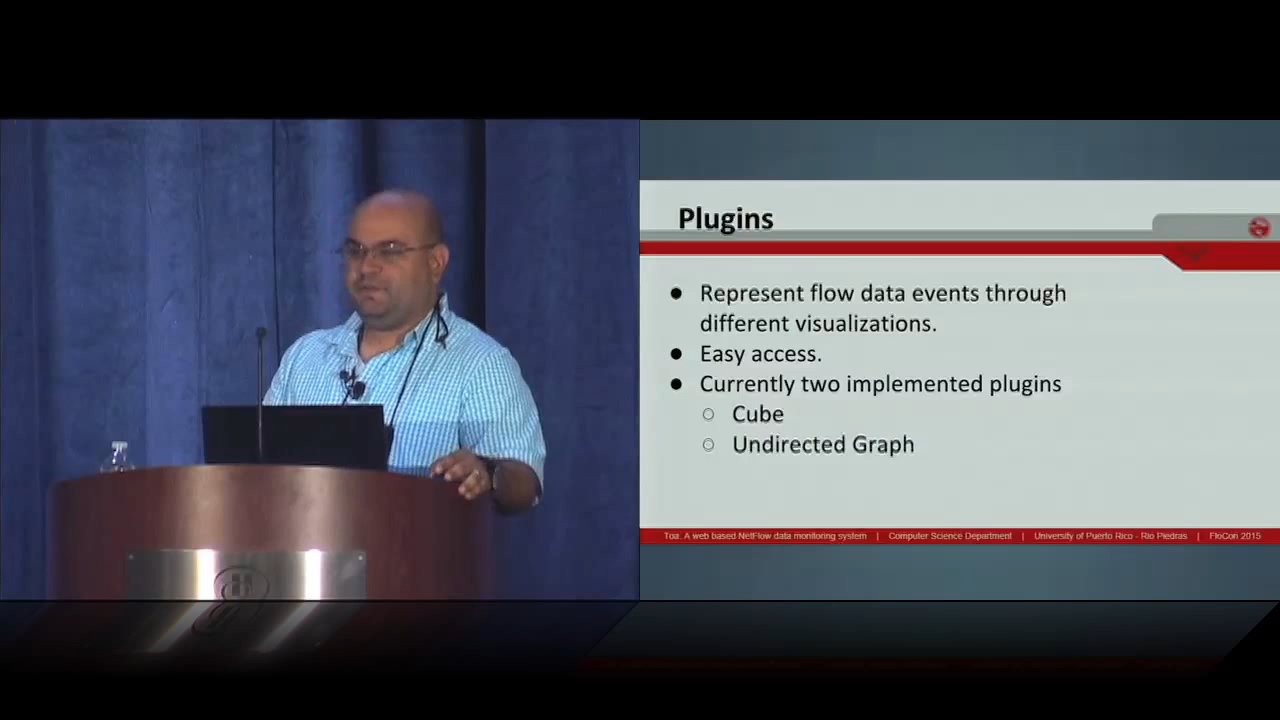 Plugins
● Represent flow data events through
different visualizations.
● Easy access.
● Currently two implemented plugins
○ Cube
○ Undirected Graph
Toa: A web based NetFlow data monitoring system | Computer Science Department | University of Puerto Rico - Rio Piedras | FloCon 2015